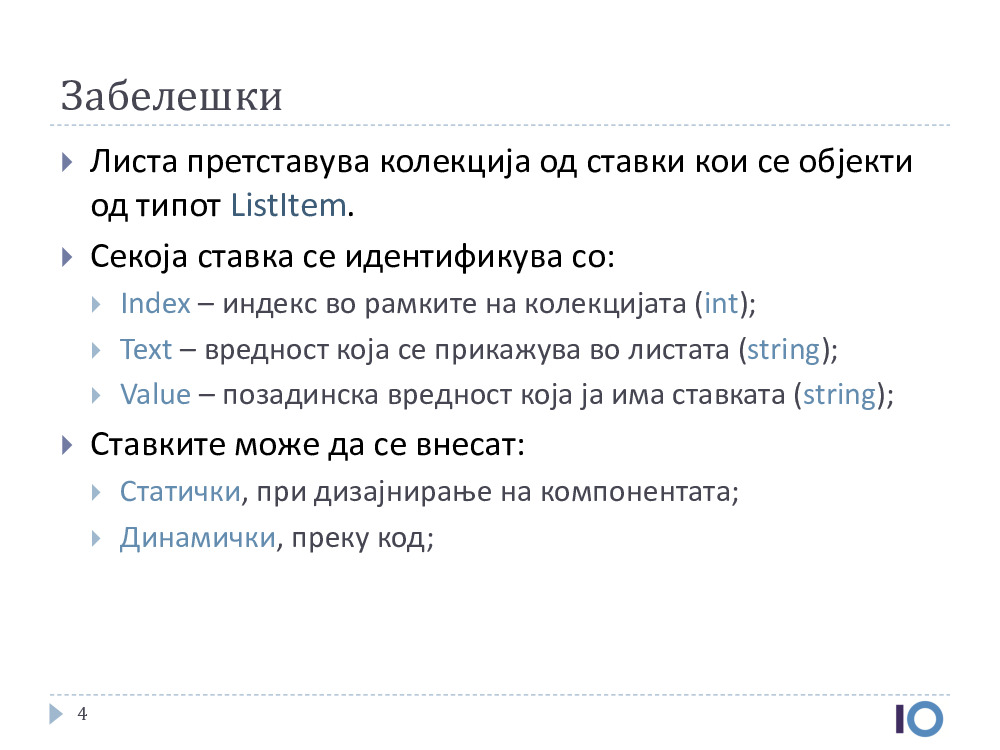 Забелешки
Листа претставува колекција од ставки кои се објекти
од типот ListItem.
Секоја ставка се идентификува со:
Index – индекс во рамките на колекцијата (int);
Text – вредност која се прикажува во листата (string);
Value – позадинска вредност која ја има ставката (string);
Ставките може да се внесат:
Статички, при дизајнирање на компонентата;
Динамички, преку код;
4
IO